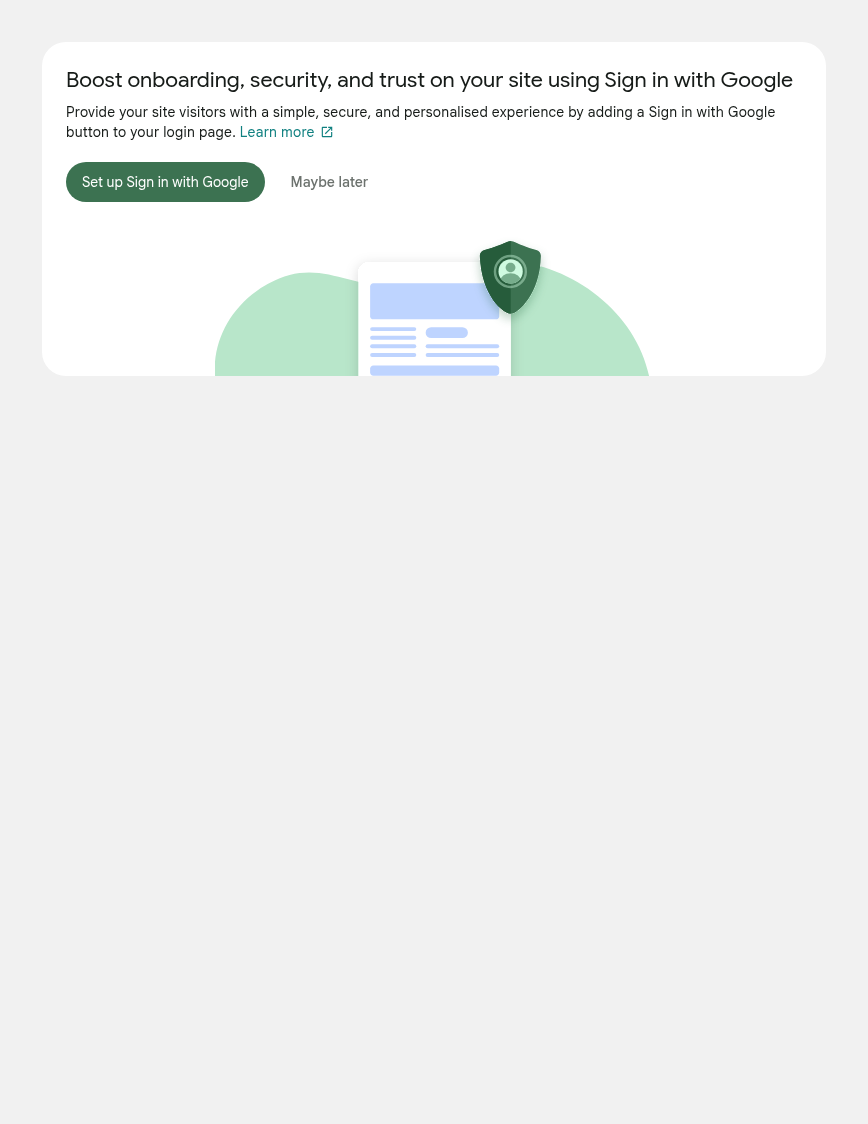 Boost onboarding, security, and trust on your site using Sign in with Google
Provide your site visitors with a simple, secure, and personalised experience by adding a Sign in with Google
button to your login page. Learn more
Set up Sign in with Google
Maybe later